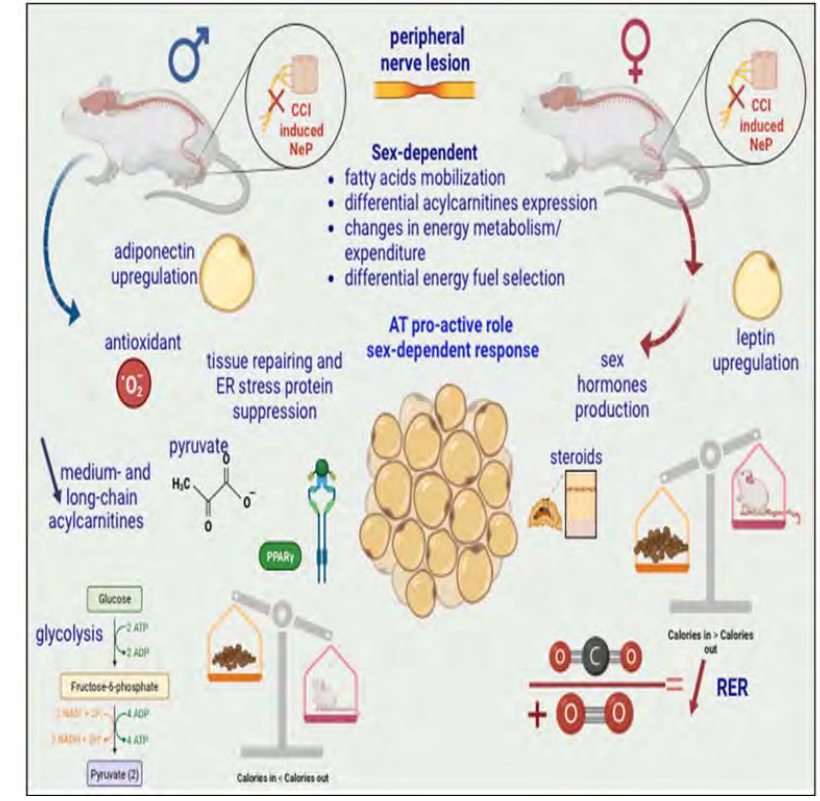 peripheral
nerve lesion
CCI
induced
NeP
CCI
induced
NeP
Sex-dependent
• fatty acids mobilization
• differential acylcarnitines expression
• changes in energy metabolism/
expenditure
• differential energy fuel selection
adiponectin
upregulation
antioxidant
•O₂⁻
tissue repairing and
ER stress protein
suppression
AT pro-active role
sex-dependent response
sex
hormones
production
leptin
upregulation
pyruvate
H₃C
O
O⁻
O
medium- and
long-chain
acylcarnitines
PPARγ
steroids
Glucose
glycolysis
2 ATP
2 ADP
Fructose-6-phosphate
4 ADP
4 ATP
Pyruvate (2)
Calories in < Calories out
Calories in > Calories
out
O C O
=
RER
+
O O